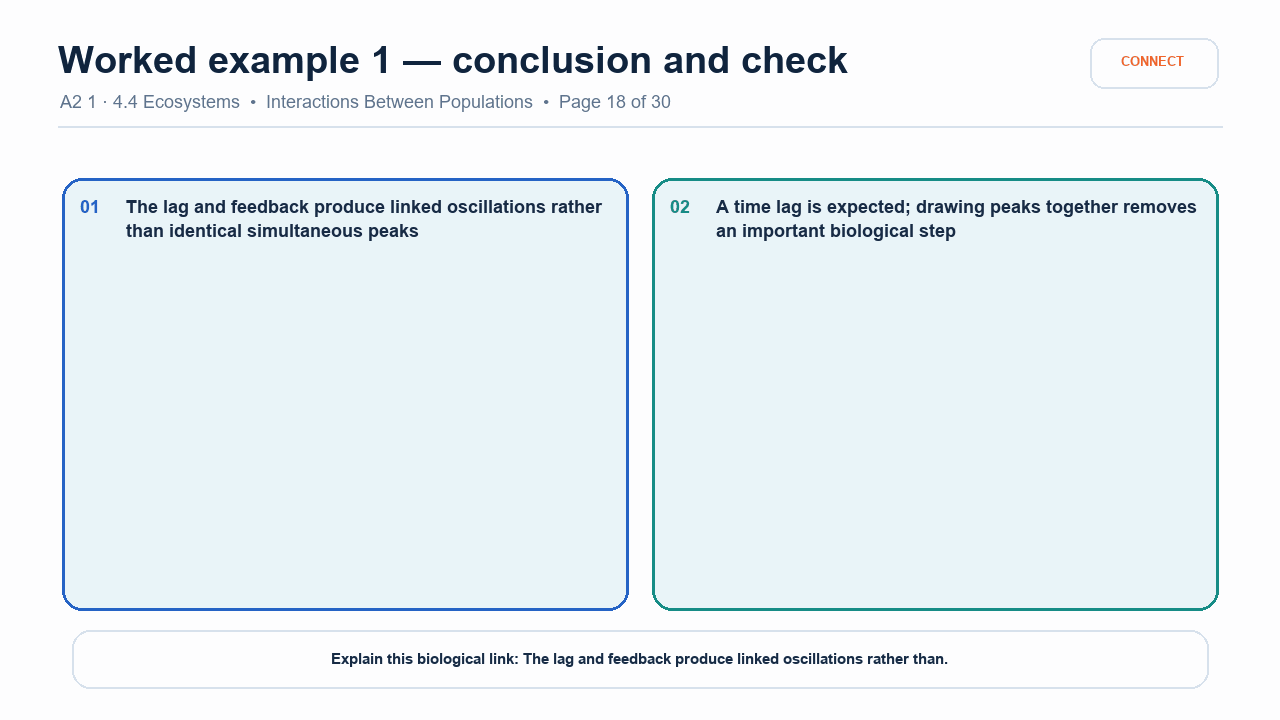 Worked example 1 — conclusion and check
CONNECT
A2 1 · 4.4 Ecosystems • Interactions Between Populations • Page 18 of 30
01 The lag and feedback produce linked oscillations rather
than identical simultaneous peaks
02 A time lag is expected; drawing peaks together removes
an important biological step
Explain this biological link: The lag and feedback produce linked oscillations rather than.